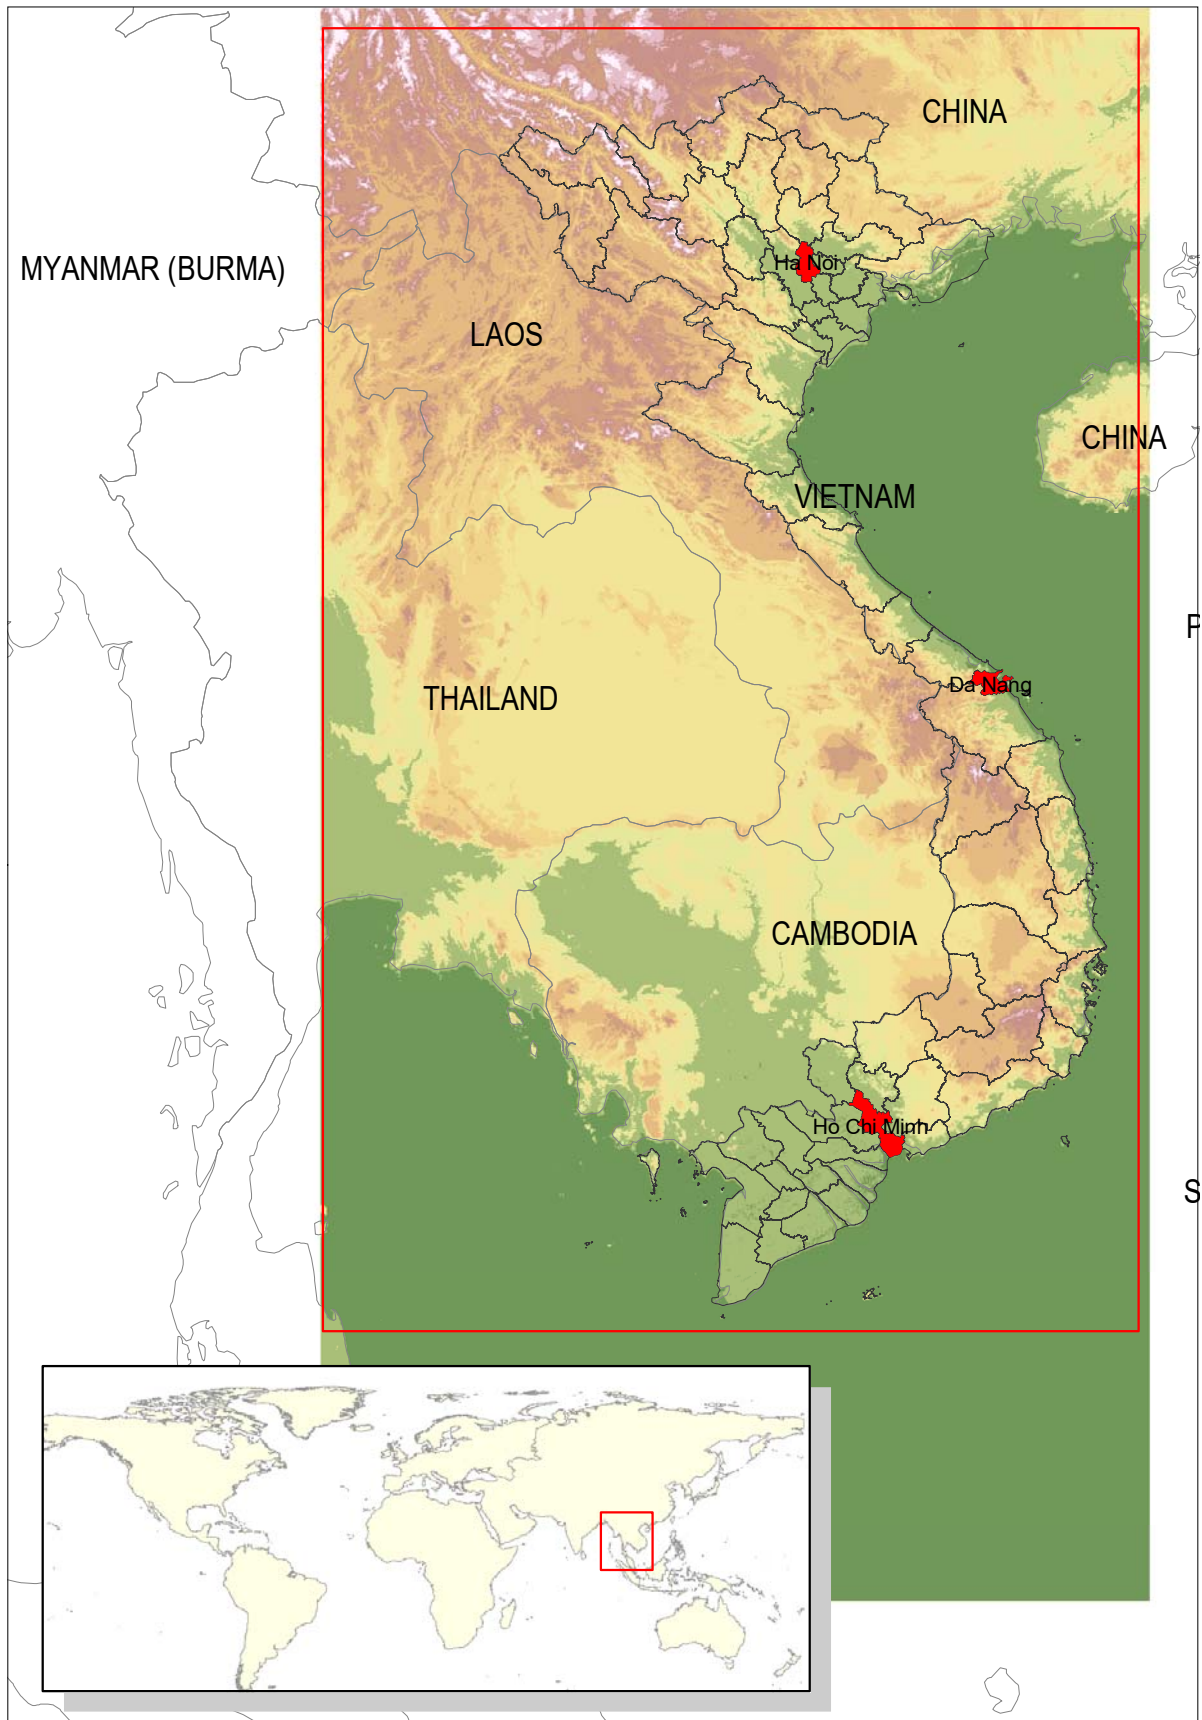 CHINA
Ha Noi
MYANMAR (BURMA)
LAOS
CHINA
VIETNAM
P
Da Nang
THAILAND
CAMBODIA
Ho Chi Minh
S